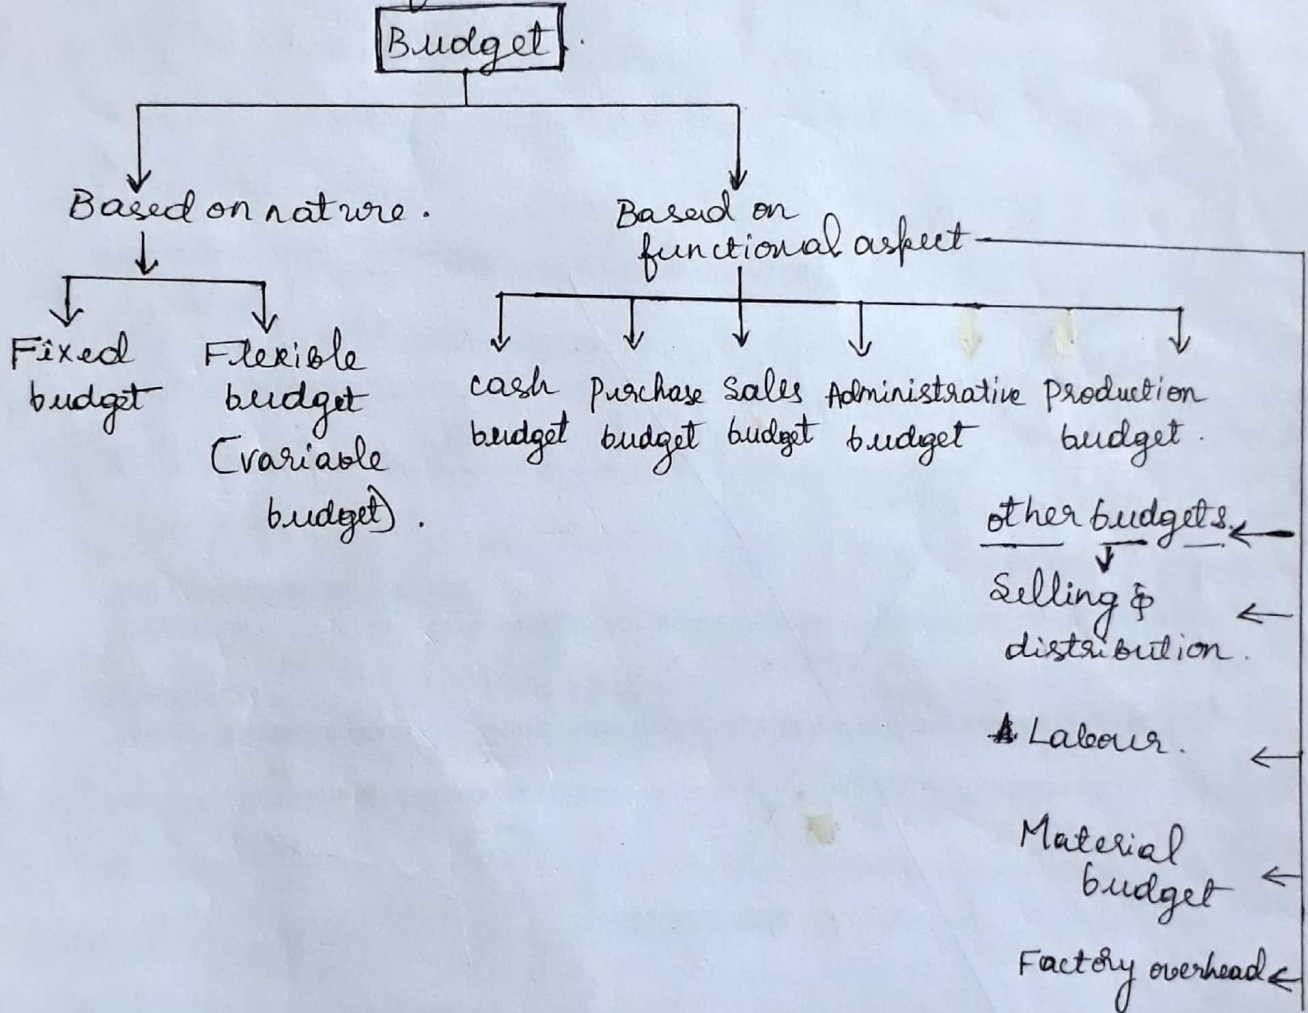 Budget.
Based on nature.
Based on
functional aspect
Fixed
budget
Flexible
budget
(variable
budget).
cash
budget
purchase
budget
sales
budget
Administrative
budget
production
budget.
other budgets.
Selling &
distribution.
Labour.
Material
budget
Factory overhead